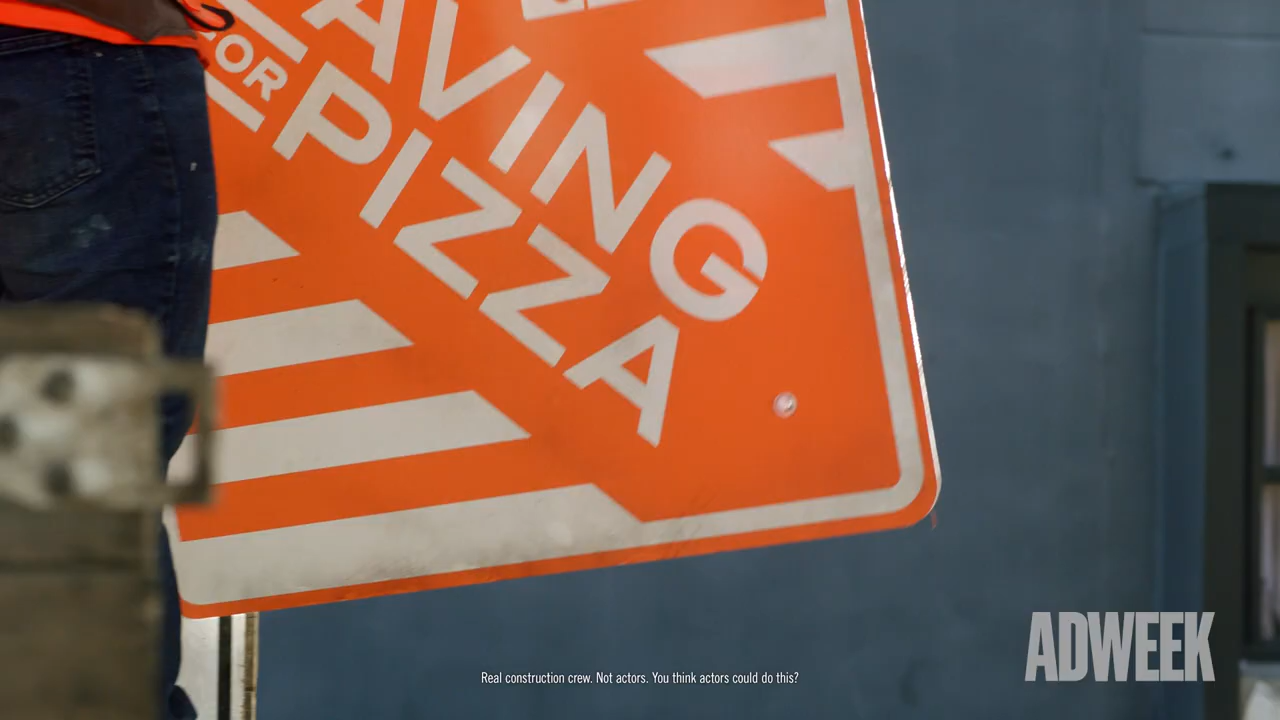 AVING
FOR
PIZZA
ADWEEK
Real construction crew. Not actors. You think actors could do this?